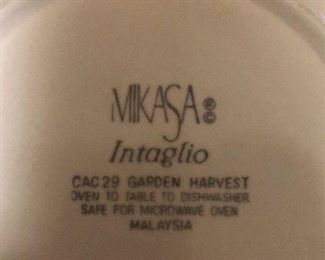 MIKASA ® ©
Intaglio
CAC29 GARDEN HARVEST
OVEN TO TABLE TO DISHWASHER
SAFE FOR MICROWAVE OVEN
MALAYSIA